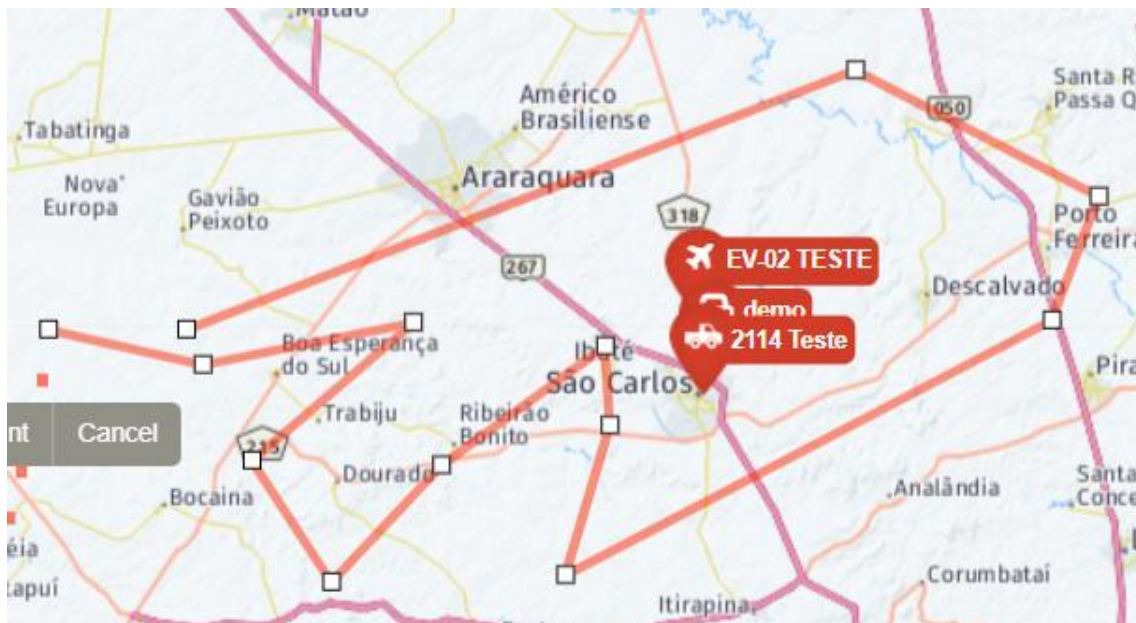 Matão
Américo
Brasiliense
Santa R
Passa Q
050
Tabatinga
Araraquara
Nova
Europa
Gavião
Peixoto
318
Porto
Ferreira
EV-02 TESTE
267
Descalvado
demo
2114 Teste
Boa Esperança
do Sul
Ibaté
São Carlos
Pira
Trabiju
Ribeirão
Bonito
nt
Cancel
215
Dourado
Bocaina
Analândia
Santa
Conce
éia
tapuí
Corumbataí
Itirapina